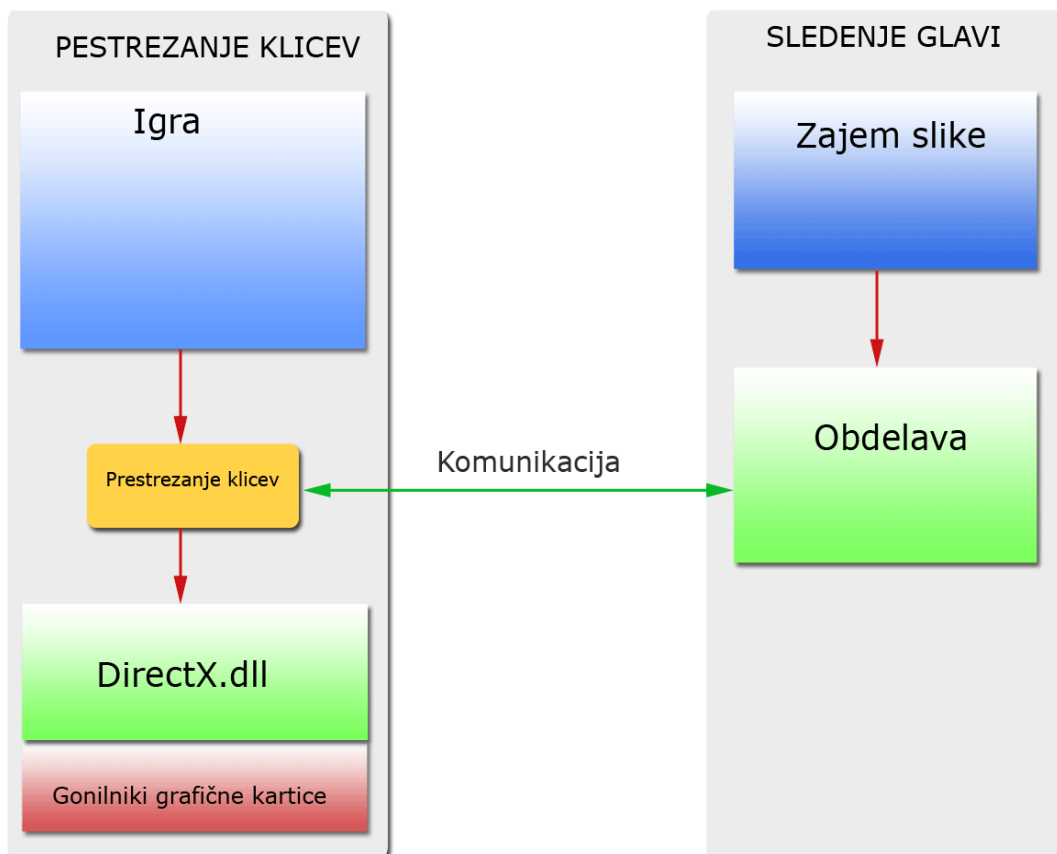 PESTREZANJE KLICEV
Igra
Prestrezanje klicev
DirectX.dll
Gonilniki grafične kartice
Komunikacija
SLEDENJE GLAVI
Zajem slike
Obdelava